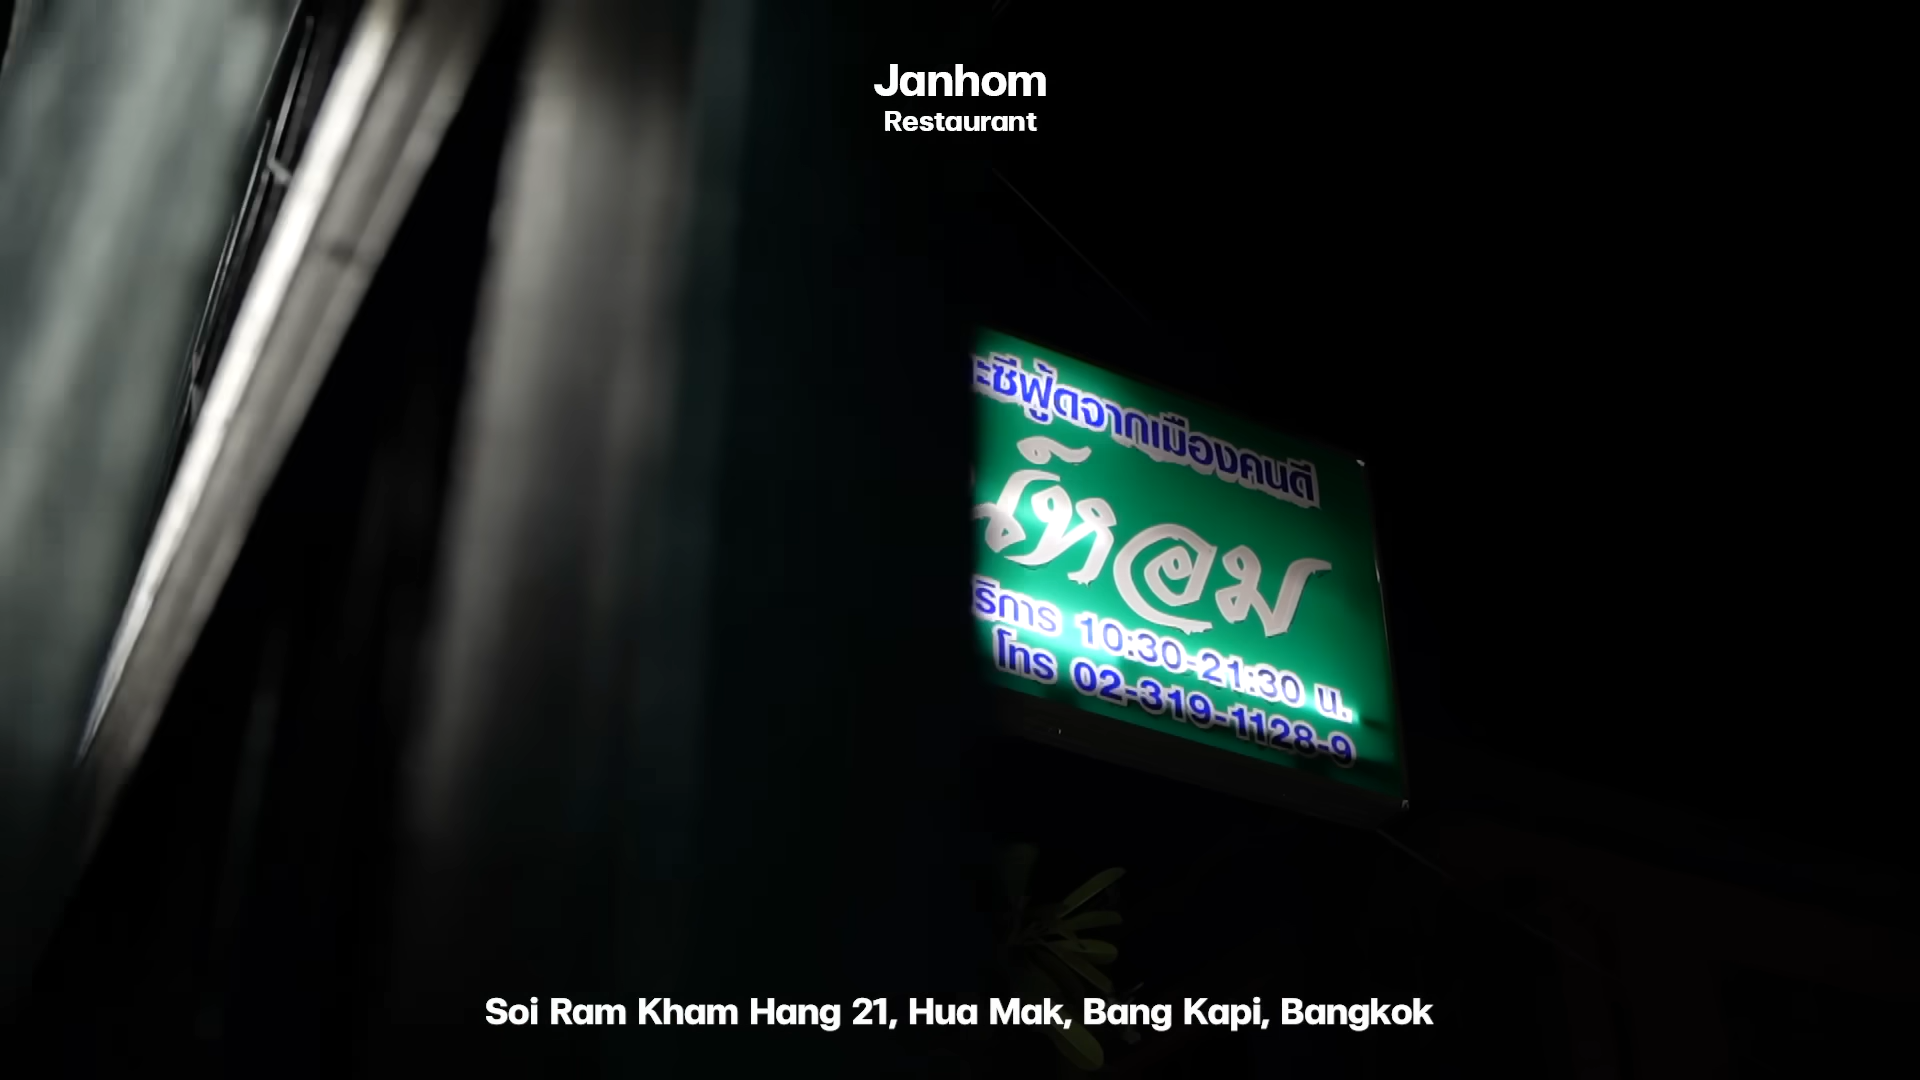 Janhom
Restaurant
ะซีฟู้ดจากเมืองคนดี
์หอม
ริการ 10:30-21:30 น.
โทร 02-319-1128-9
Soi Ram Kham Hang 21, Hua Mak, Bang Kapi, Bangkok